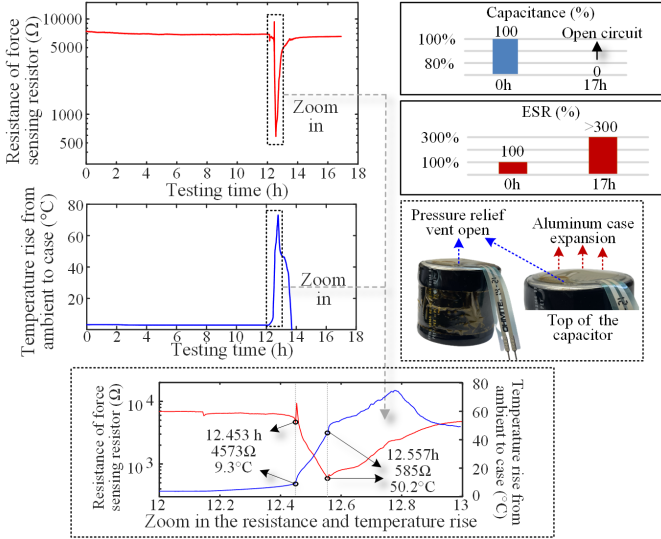 Resistance of force
sensing resistor (Ω)
10000
5000
1000
500
0
2
4
6
8
10
12
14
16
18
Testing time (h)
Zoom
in
Temperature rise from
ambient to case (°C)
80
60
40
20
0
2
4
6
8
10
12
14
16
18
Testing time (h)
Zoom
in
Capacitance (%)
100%
80%
100
Open circuit
0
0h
17h
ESR (%)
300%
100%
100
>300
0h
17h
Pressure relief
vent open
Aluminum case
expansion
Top of the
capacitor
Resistance of force
sensing resistor (Ω)
10⁴
10³
12.453 h
4573Ω
9.3°C
12.557h
585Ω
50.2°C
80
60
40
20
0
Temperature rise from
ambient to case (°C)
12
12.2
12.4
12.6
12.8
13
Zoom in the resistance and temperature rise